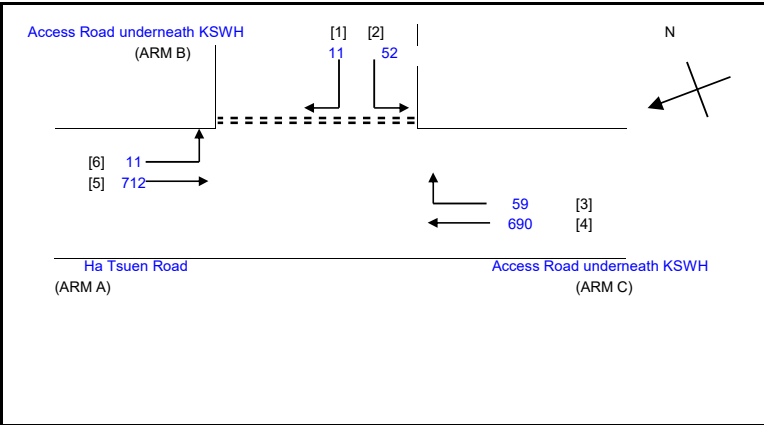 Access Road underneath KSWH [1] [2] N
(ARM B) 11 52
[6] 11
[5] 712
59 [3]
690 [4]
Ha Tsuen Road Access Road underneath KSWH
(ARM A) (ARM C)